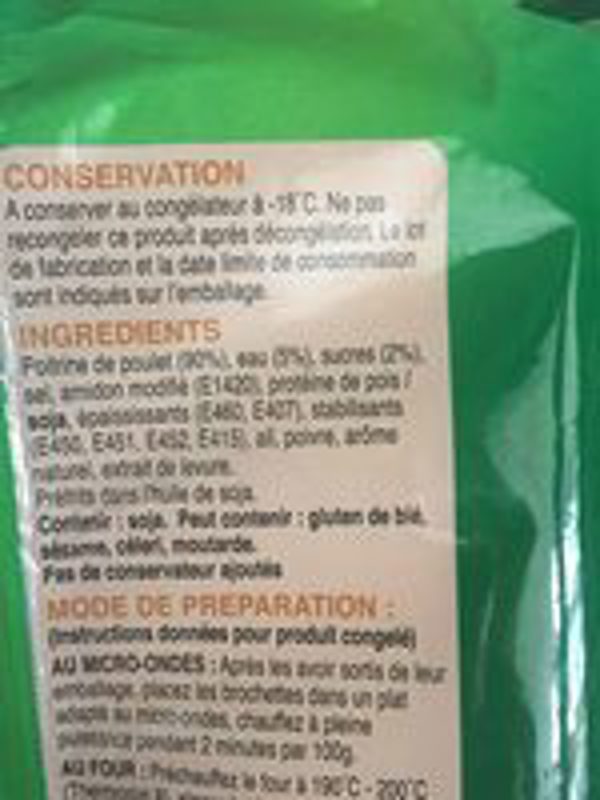 CONSERVATION
A conserver au congélateur à -18°C. Ne pas
recongeler ce produit après décongélation. Le lot
de fabrication et la date limite de consommation
sont indiqués sur l'emballage.
INGREDIENTS
Poitrine de poulet (90%), eau (5%), sucres (2%),
sel, amidon modifié (E1420), protéine de pois /
soja, épaississants (E460, E407), stabilisants
(E450, E451, E452, E415), ail, poivre, arôme
naturel, extrait de levure.
Préfrits dans l'huile de soja.
Contenir : soja. Peut contenir : gluten de blé,
sésame, céleri, moutarde.
Pas de conservateur ajoutés
MODE DE PREPARATION :
(Instructions données pour produit congelé)
AU MICRO-ONDES : Après les avoir sortis de leur
emballage, placez les brochettes dans un plat
adapté au micro-ondes, chauffez à pleine
puissance pendant 2 minutes par 100g.
AU FOUR : Préchauffez le four à 190°C - 200°C
(Thermostat